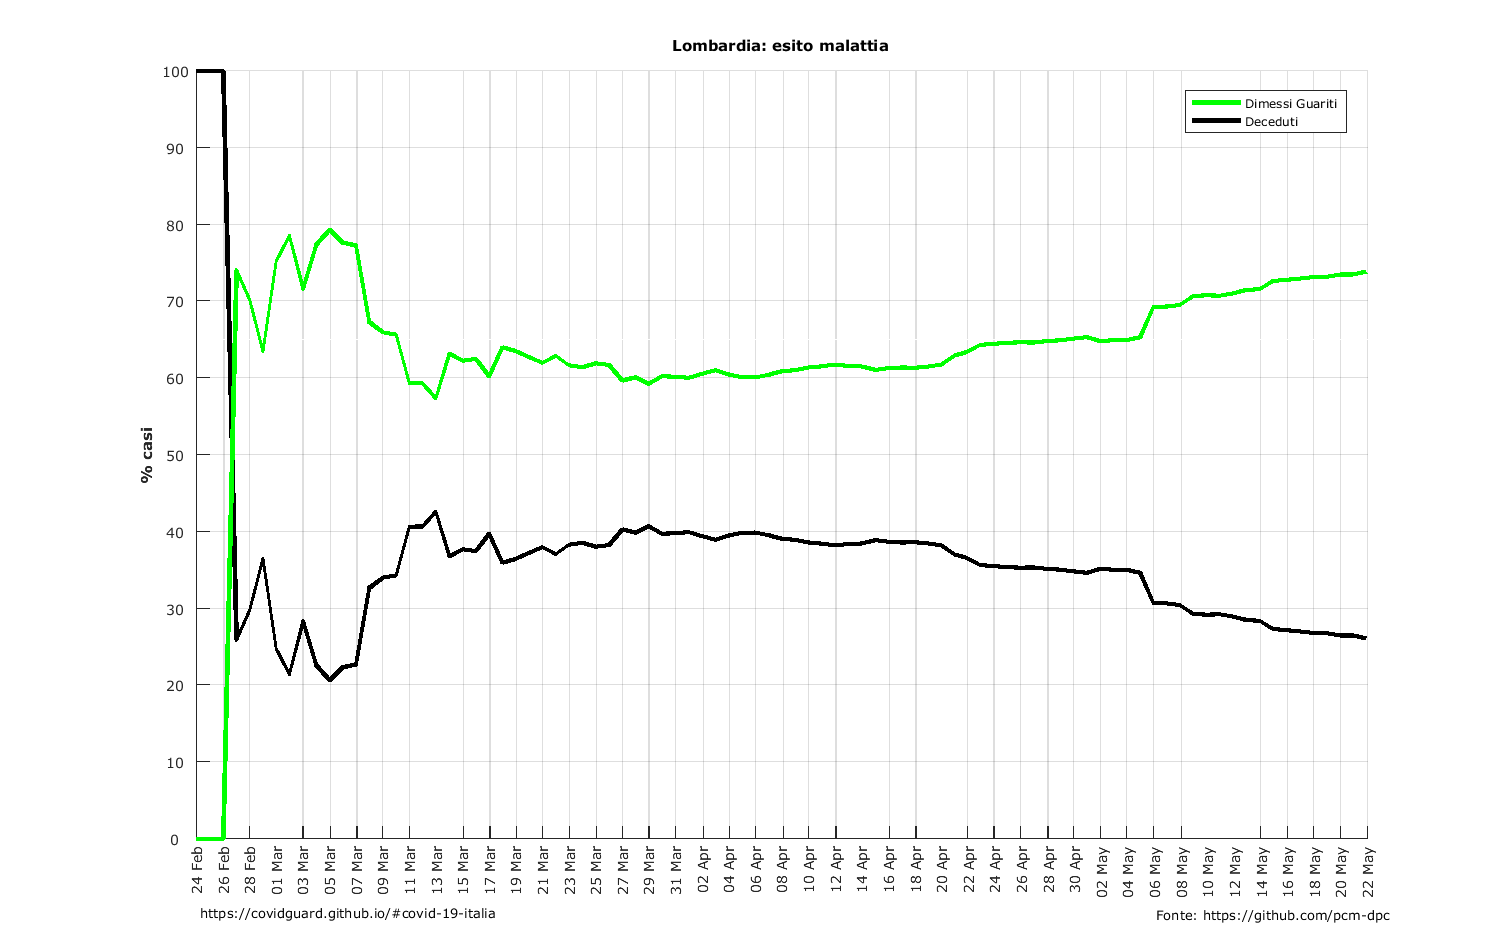 Lombardia: esito malattia
Dimessi Guariti
Deceduti
% casi
100
90
80
70
60
50
40
30
20
10
0
24 Feb
26 Feb
28 Feb
01 Mar
03 Mar
05 Mar
07 Mar
09 Mar
11 Mar
13 Mar
15 Mar
17 Mar
19 Mar
21 Mar
23 Mar
25 Mar
27 Mar
29 Mar
31 Mar
02 Apr
04 Apr
06 Apr
08 Apr
10 Apr
12 Apr
14 Apr
16 Apr
18 Apr
20 Apr
22 Apr
24 Apr
26 Apr
28 Apr
30 Apr
02 May
04 May
06 May
08 May
10 May
12 May
14 May
16 May
18 May
20 May
22 May
https://covidguard.github.io/#covid-19-italia
Fonte: https://github.com/pcm-dpc